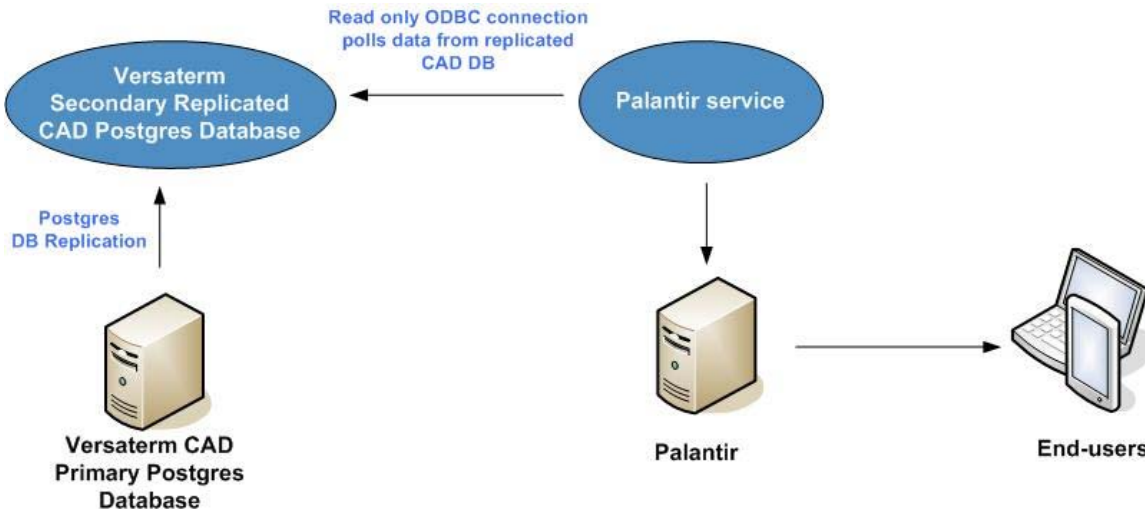 Read only ODBC connection
polls data from replicated
CAD DB
Versaterm
Secondary Replicated
CAD Postgres Database
Palantir service
Postgres
DB Replication
Versaterm CAD
Primary Postgres
Database
Palantir
End-users